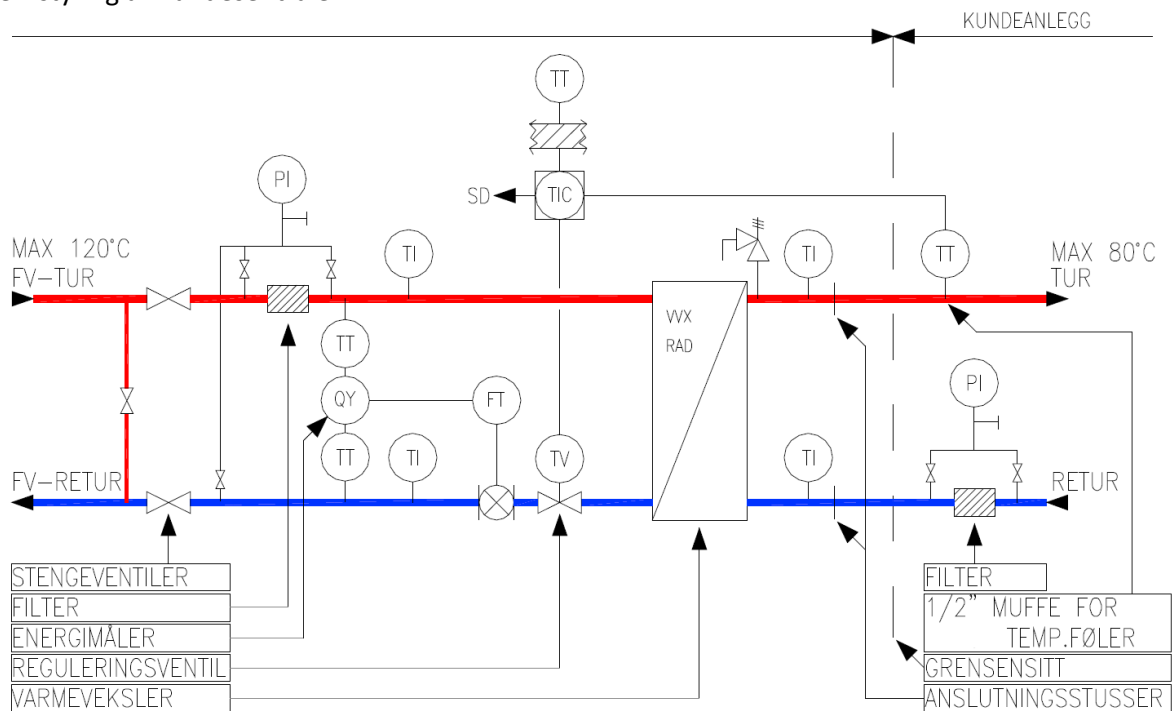 KUNDEANLEGG
TT
PI
SD
TIC
MAX 120°C
FV-TUR
TI
TI
TT
MAX 80°C
TUR
VVX
RAD
TT
QY
FT
PI
TT
TI
TV
TI
FV-RETUR
RETUR
STENGEVENTILER
FILTER
ENERGIMÅLER
REGULERINGSVENTIL
VARMEVEKSLER
FILTER
1/2" MUFFE FOR
TEMP.FØLER
GRENSENSITT
ANSLUTNINGSSTUSSER